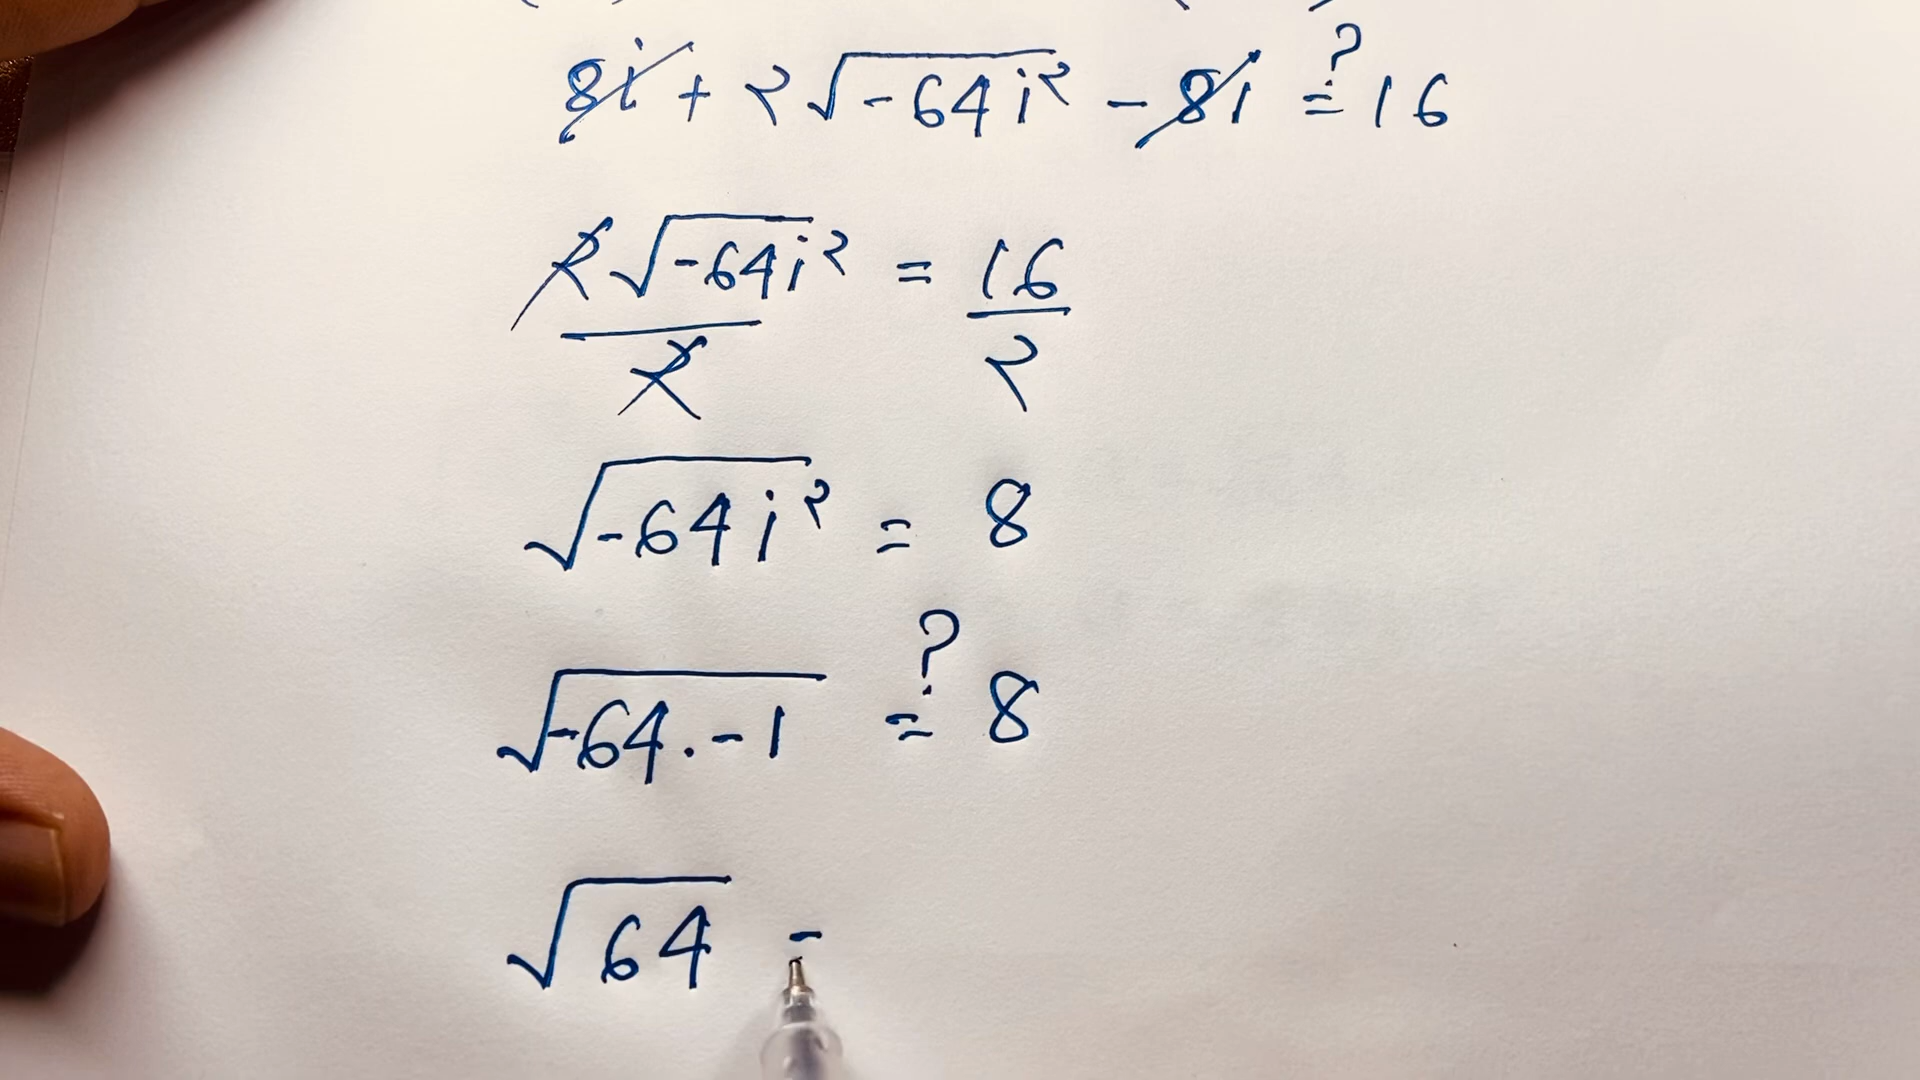 8i + 2√-64i² - 8i ≟ 16
2√-64i² / 2 = 16 / 2
√-64i² = 8
√-64 . -1 ≟ 8
√64 =